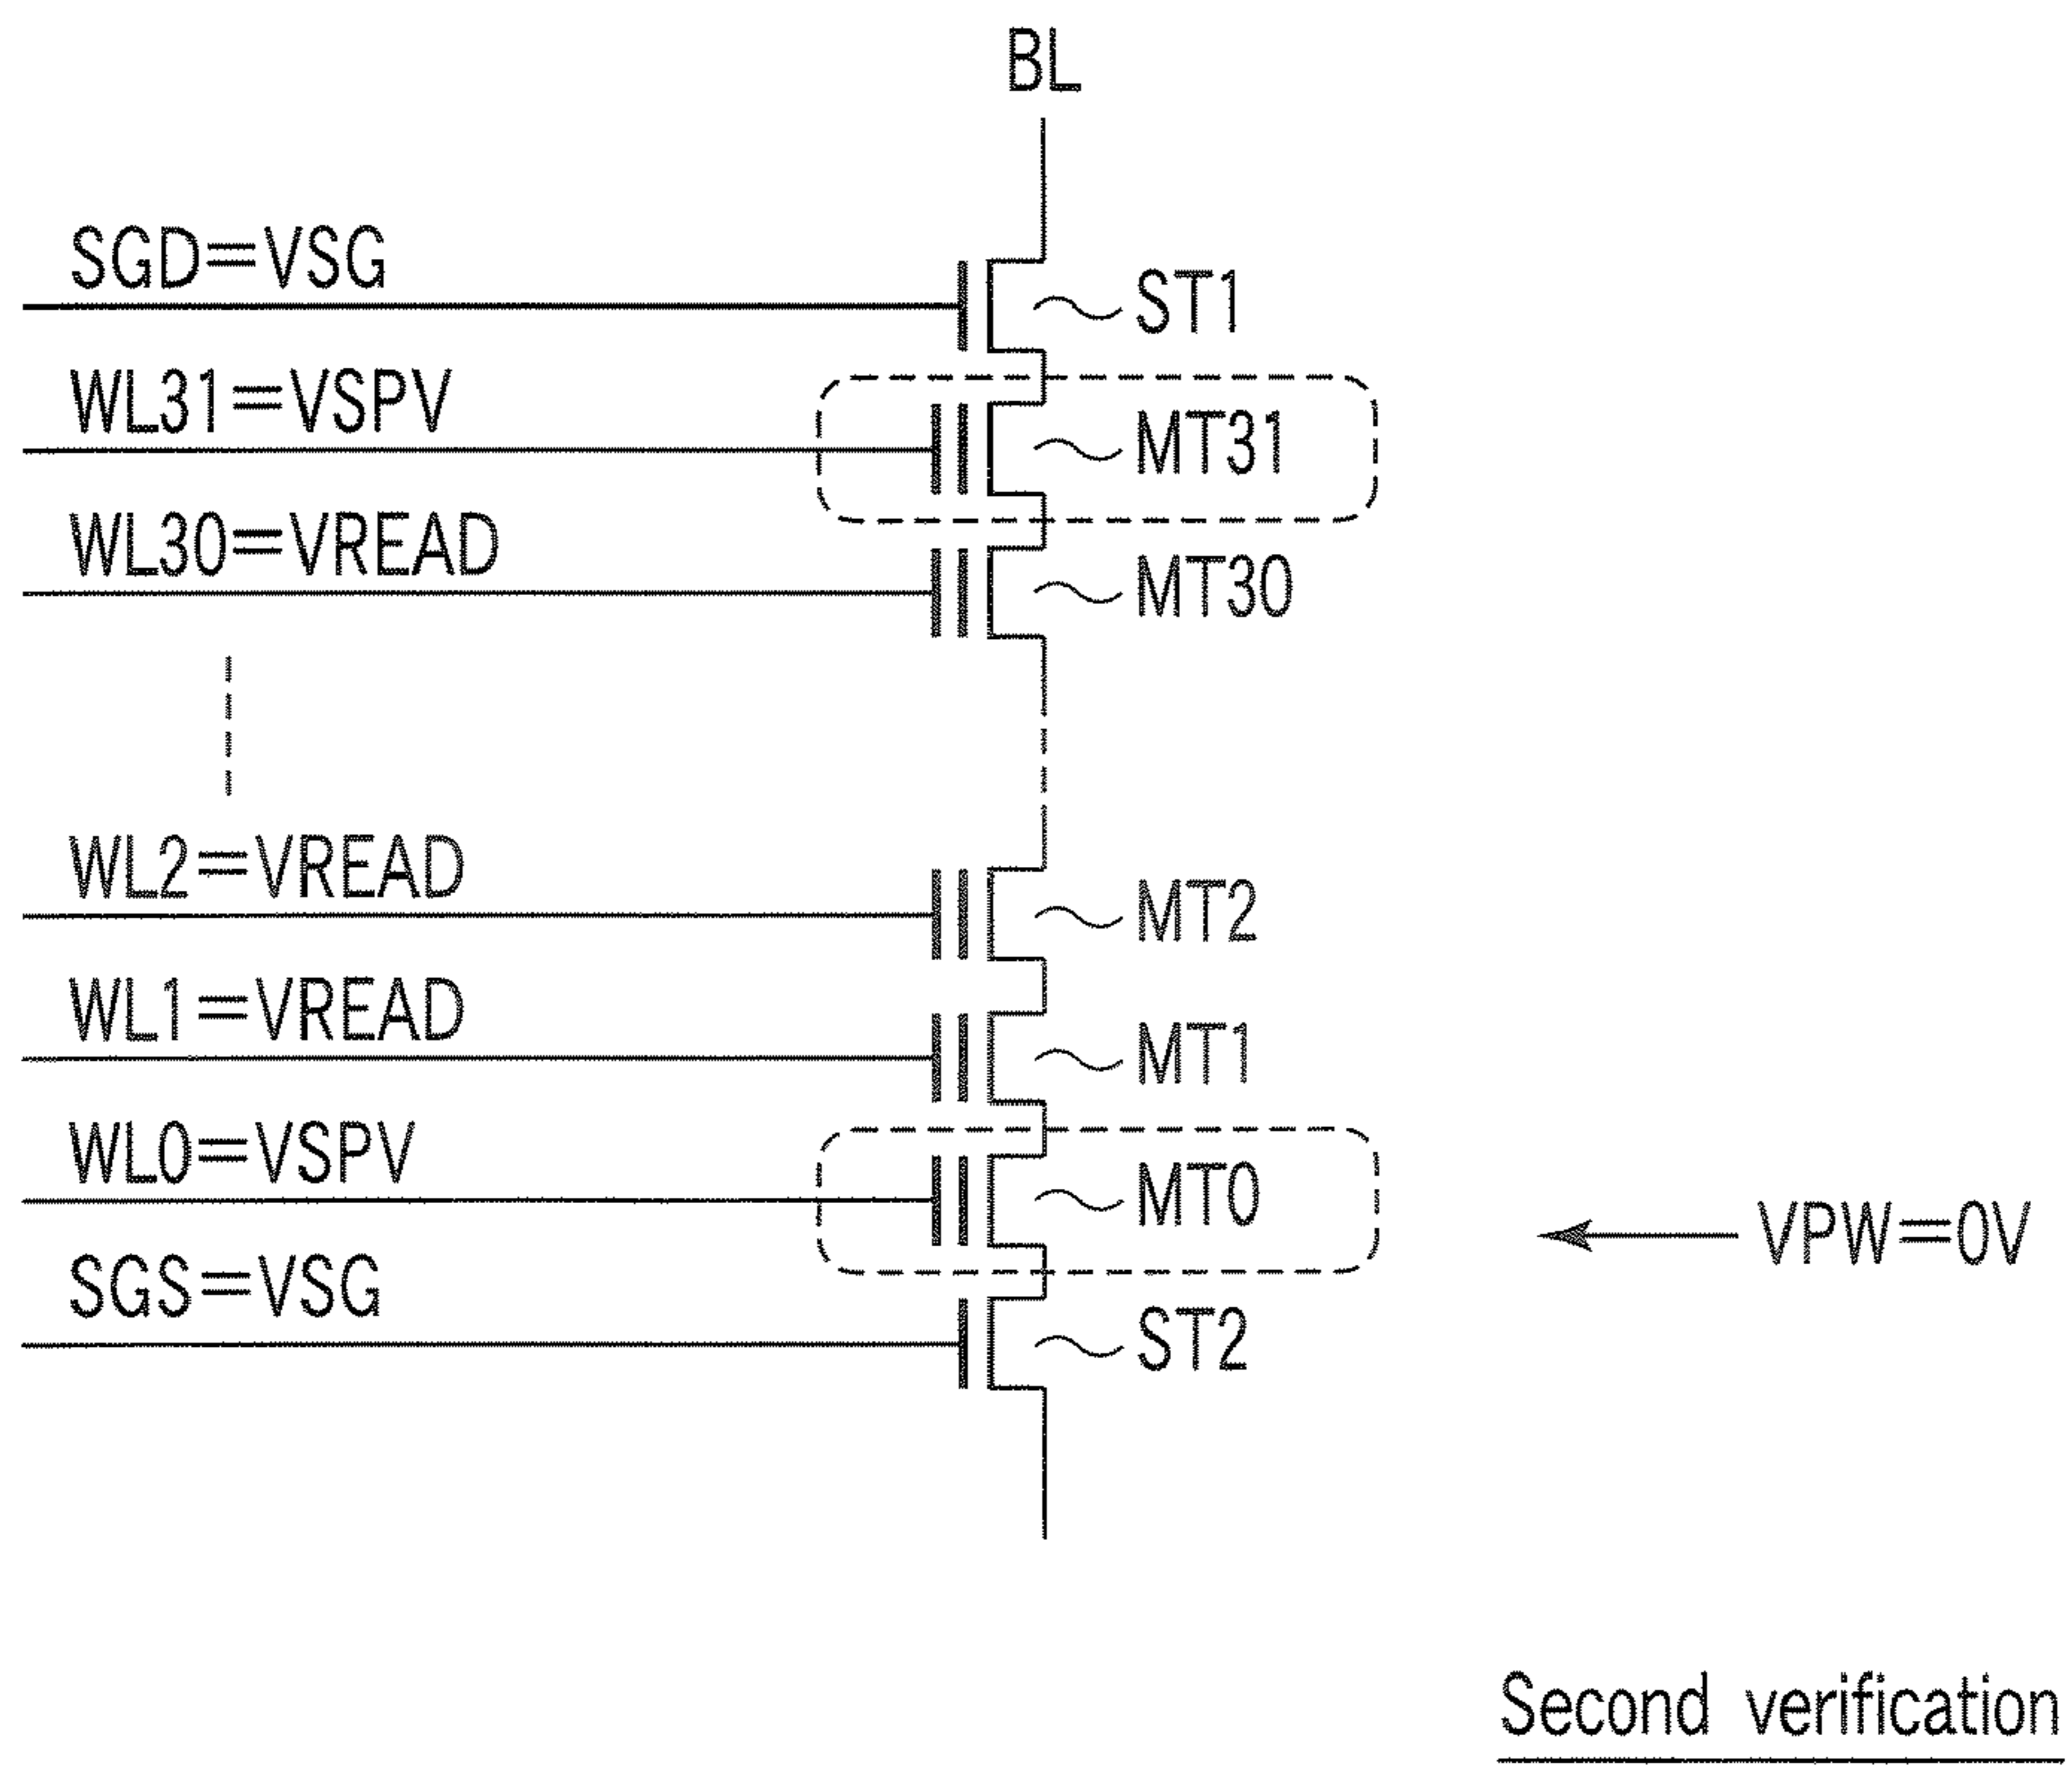 BL
SGD=VSG
ST1
WL31=VSPV
MT31
WL30=VREAD
MT30
WL2=VREAD
MT2
WL1=VREAD
MT1
WL0=VSPV
MT0
VPW=0V
SGS=VSG
ST2
Second verification